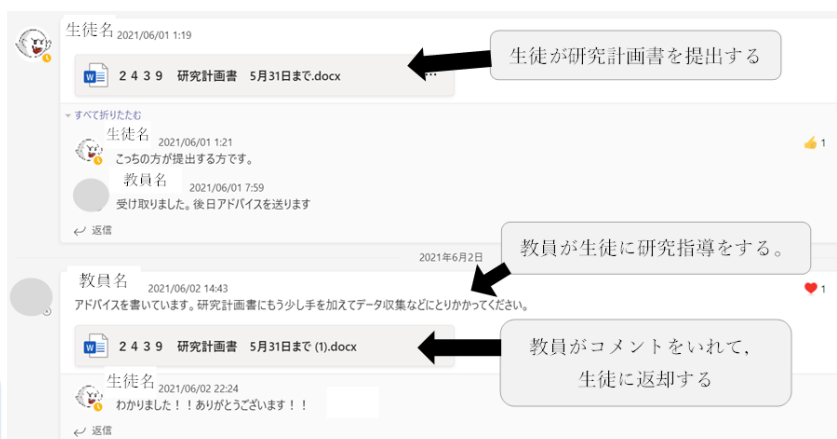 生徒名 2021/06/01 1:19
２４３９　研究計画書　5月31日まで.docx
…
生徒が研究計画書を提出する
すべて折りたたむ
生徒名 2021/06/01 1:21
こっちの方が提出する方です。
1
教員名 2021/06/01 7:59
受け取りました。後日アドバイスを送ります
返信
2021年6月2日
教員が生徒に研究指導をする。
教員名 2021/06/02 14:43
1
アドバイスを書いています。研究計画書にもう少し手を加えてデータ収集などにとりかかってください。
２４３９　研究計画書　5月31日まで (1).docx
教員がコメントをいれて，
生徒に返却する
生徒名 2021/06/02 22:24
わかりました！！ありがとうございます！！
返信